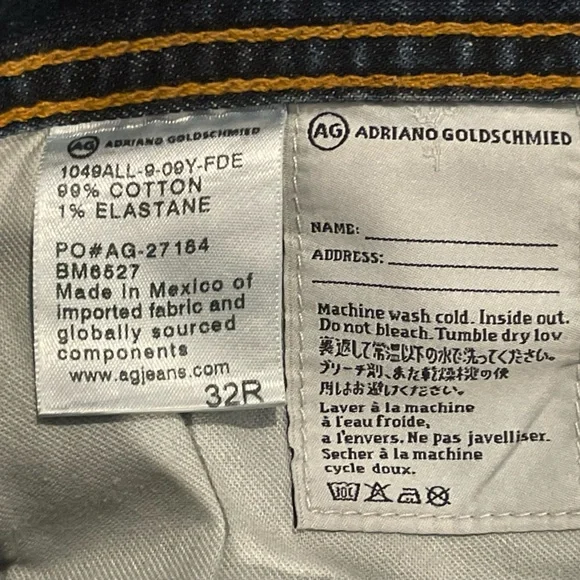 AG ADRIANO GOLDSCHMIED
1049ALL-9-09Y-FDE
99% COTTON
1% ELASTANE
PO#AG-27184
BM6527
Made in Mexico of
imported fabric and
globally sourced
components
www.agjeans.com
32R
AG ADRIANO GOLDSCHMIED
NAME:
ADDRESS:
Machine wash cold. Inside out.
Do not bleach. Tumble dry low
裏返して常温以下の水で洗ってください。
ブリーチ剤、また乾燥機の使
用はお避けください。
Laver à la machine
à l'eau froide,
a l'envers. Ne pas javelliser.
Secher à la machine
cycle doux.
30C